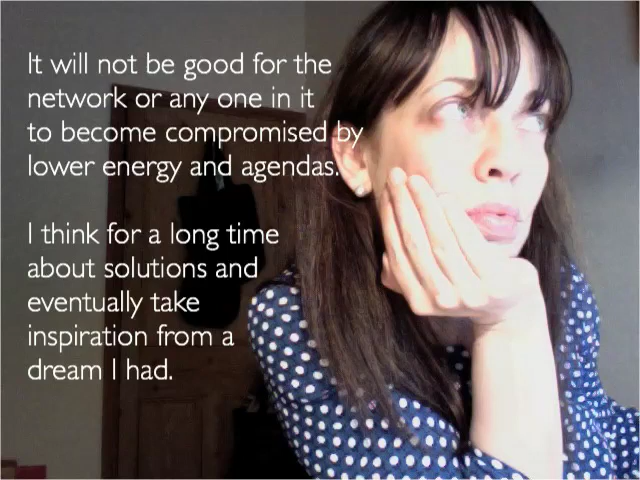 It will not be good for the
network or any one in it
to become compromised by
lower energy and agendas.
I think for a long time
about solutions and
eventually take
inspiration from a
dream I had.